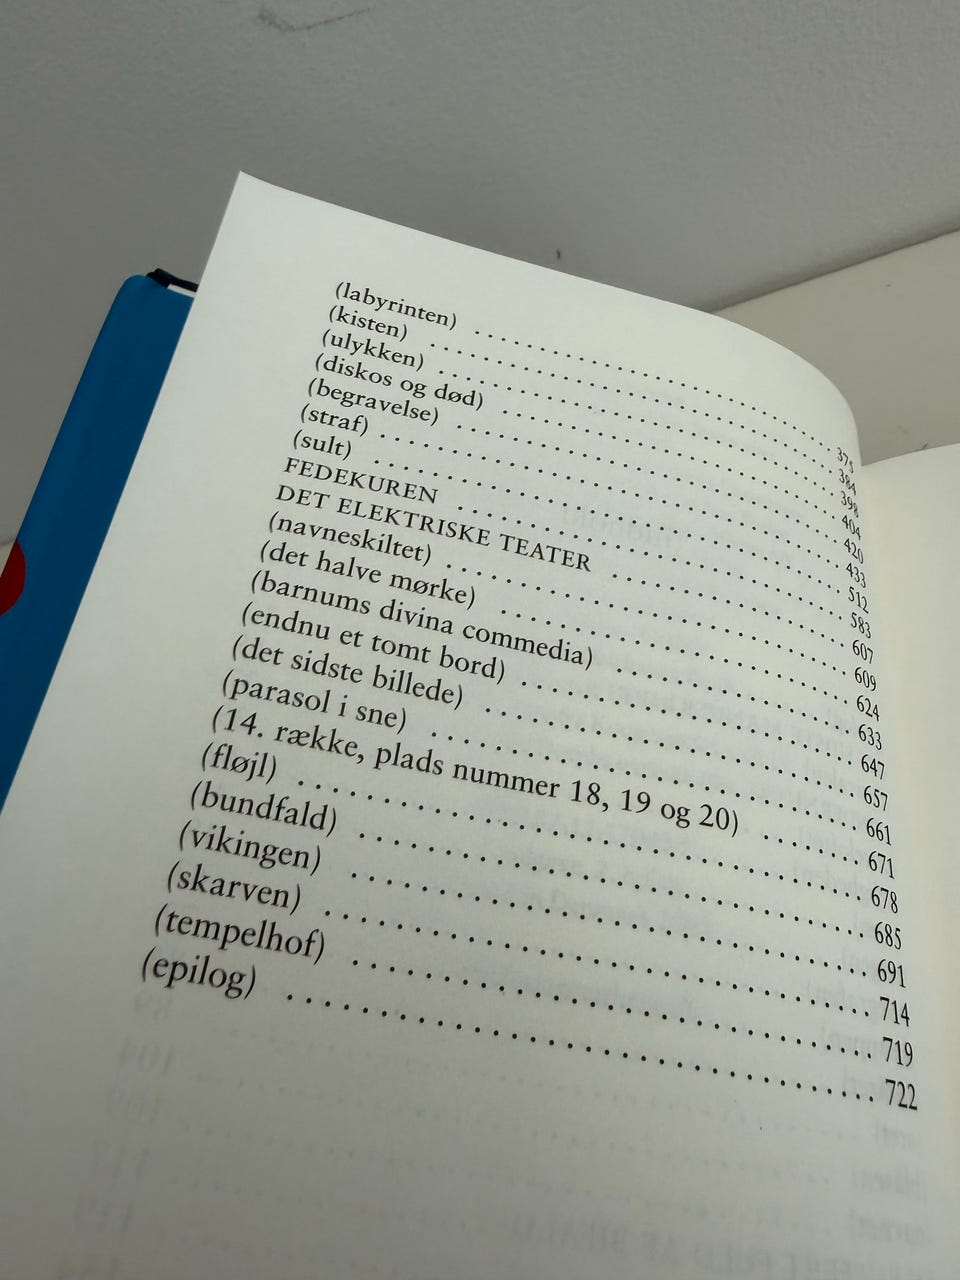 (labyrinten) 375
(kisten) 384
(ulykken) 398
(diskos og død) 404
(begravelse) 420
(straf) 433
(sult) 512
FEDEKUREN 583
DET ELEKTRISKE TEATER 607
(navneskiltet) 609
(det halve mørke) 624
(barnums divina commedia) 633
(endnu et tomt bord) 647
(det sidste billede) 657
(parasol i sne) 661
(14. række, plads nummer 18, 19 og 20) 671
(fløjl) 678
(bundfald) 685
(vikingen) 691
(skarven) 714
(tempelhof) 719
(epilog) 722